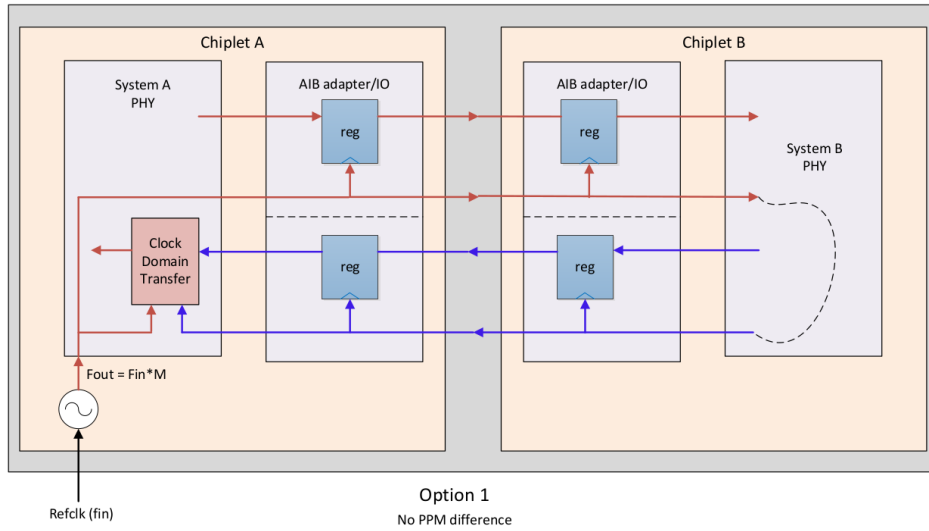 Chiplet A
Chiplet B
System A
PHY
AIB adapter/IO
reg
AIB adapter/IO
reg
System B
PHY
Clock
Domain
Transfer
reg
reg
Fout = Fin*M
Refclk (fin)
Option 1
No PPM difference